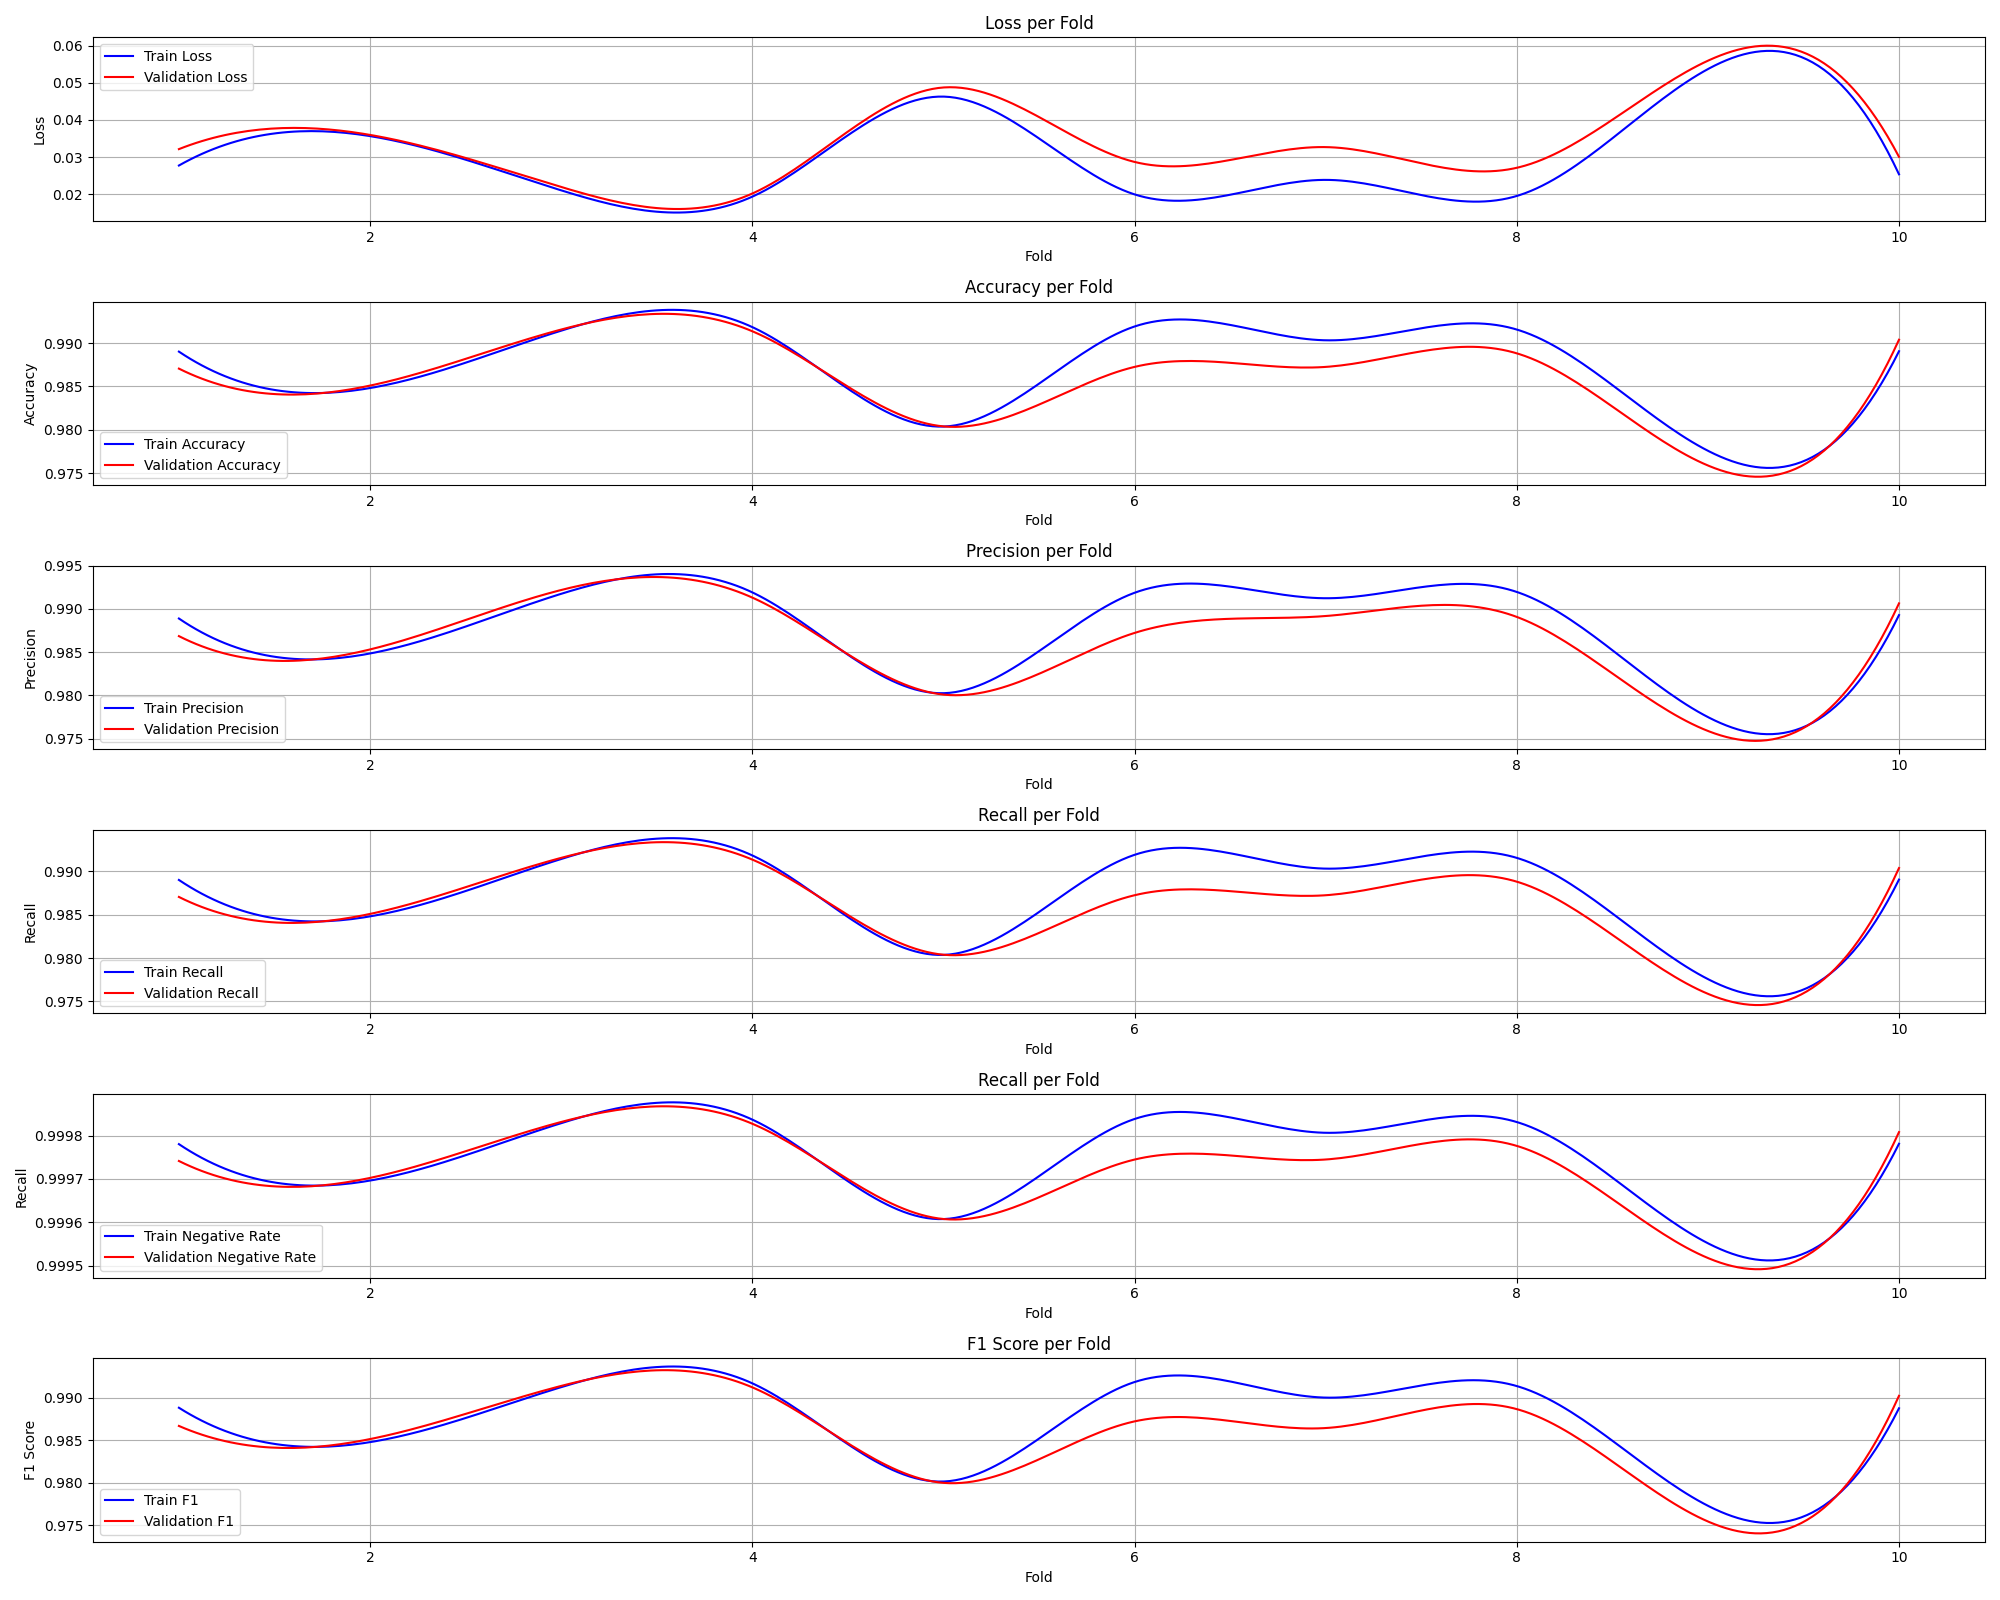 Loss per Fold
0.06
0.05
0.04
0.03
0.02
Loss
Train Loss
Validation Loss
2 4 6 8 10
Fold
Accuracy per Fold
0.990
0.985
0.980
0.975
Accuracy
Train Accuracy
Validation Accuracy
2 4 6 8 10
Fold
Precision per Fold
0.995
0.990
0.985
0.980
0.975
Precision
Train Precision
Validation Precision
2 4 6 8 10
Fold
Recall per Fold
0.990
0.985
0.980
0.975
Recall
Train Recall
Validation Recall
2 4 6 8 10
Fold
Recall per Fold
0.9998
0.9997
0.9996
0.9995
Recall
Train Negative Rate
Validation Negative Rate
2 4 6 8 10
Fold
F1 Score per Fold
0.990
0.985
0.980
0.975
F1 Score
Train F1
Validation F1
2 4 6 8 10
Fold